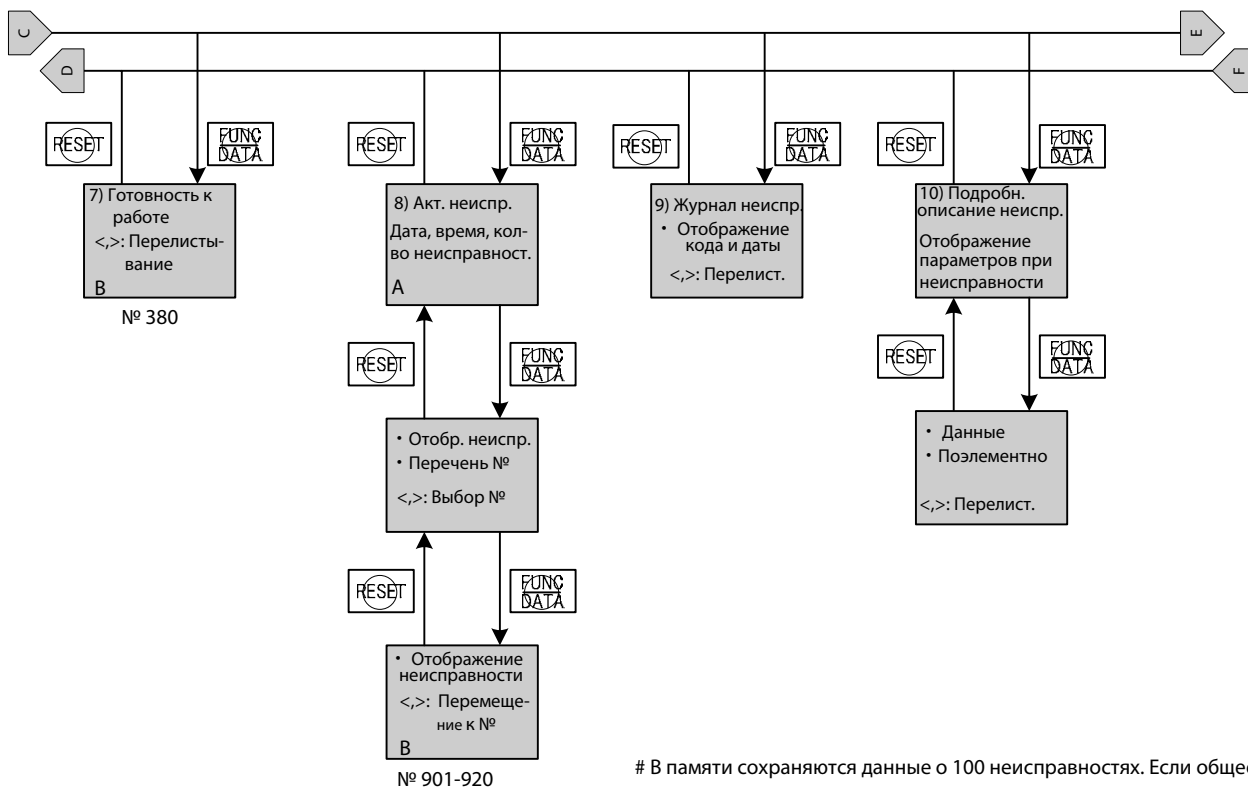 C
E
D
F
RESET
FUNC
DATA
RESET
FUNC
DATA
RESET
FUNC
DATA
RESET
FUNC
DATA
7) Готовность к
работе
<,>: Перелисты-
вание
B
№ 380
8) Акт. неиспр.
Дата, время, кол-
во неисправност.
A
9) Журнал неиспр.
• Отображение
кода и даты
<,>: Перелист.
10) Подробн.
описание неиспр.
Отображение
параметров при
неисправности
RESET
FUNC
DATA
RESET
FUNC
DATA
• Отобр. неиспр.
• Перечень №
<,>: Выбор №
• Данные
• Поэлементно
<,>: Перелист.
RESET
FUNC
DATA
• Отображение
неисправности
<,>: Перемеще-
ние к №
B
№ 901-920
# В памяти сохраняются данные о 100 неисправностях. Если общее